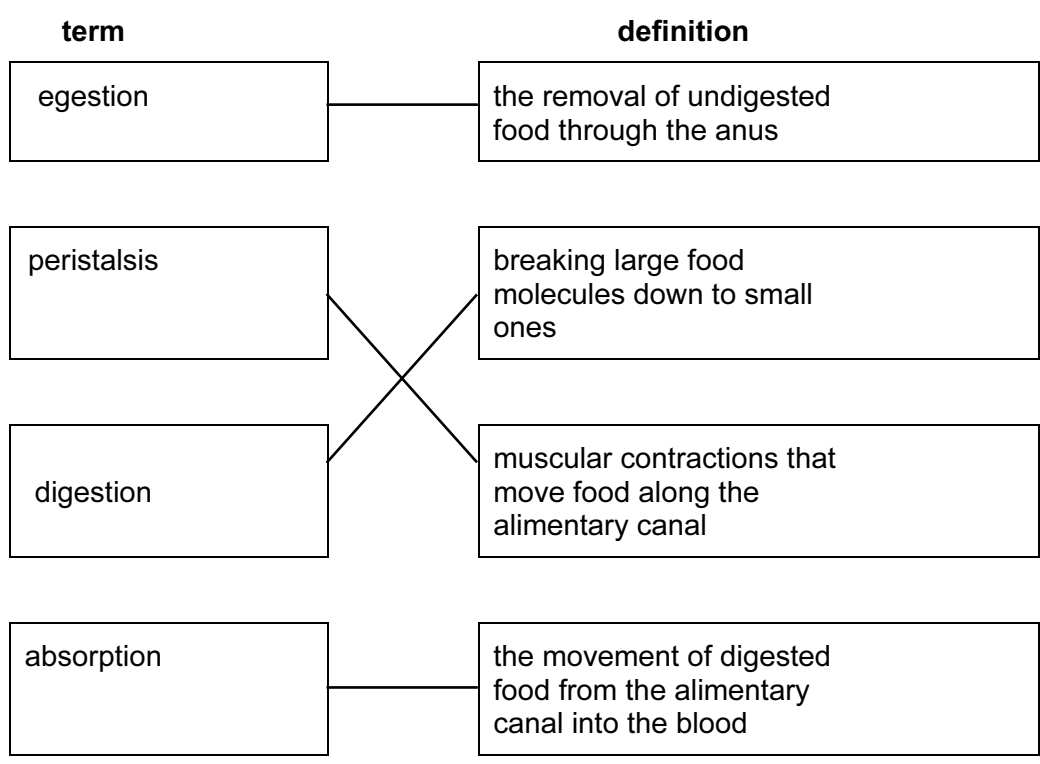 term
definition
egestion
the removal of undigested
food through the anus
peristalsis
breaking large food
molecules down to small
ones
digestion
muscular contractions that
move food along the
alimentary canal
absorption
the movement of digested
food from the alimentary
canal into the blood